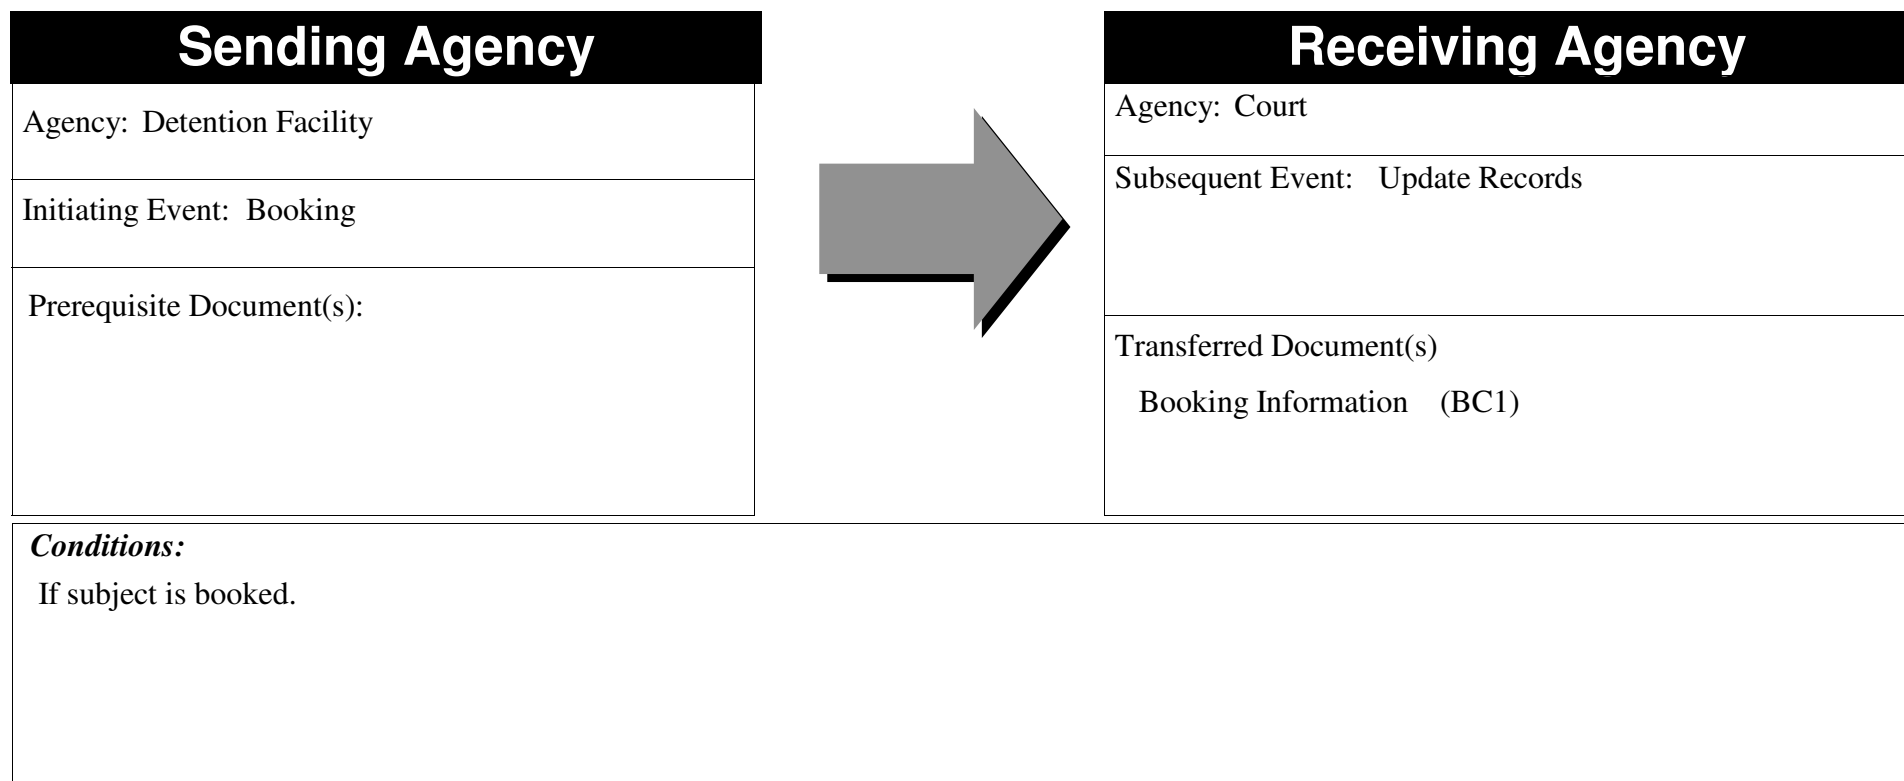 Sending Agency
Agency: Detention Facility
Initiating Event: Booking
Prerequisite Document(s):
Receiving Agency
Agency: Court
Subsequent Event: Update Records
Transferred Document(s)
Booking Information (BC1)
Conditions:
If subject is booked.